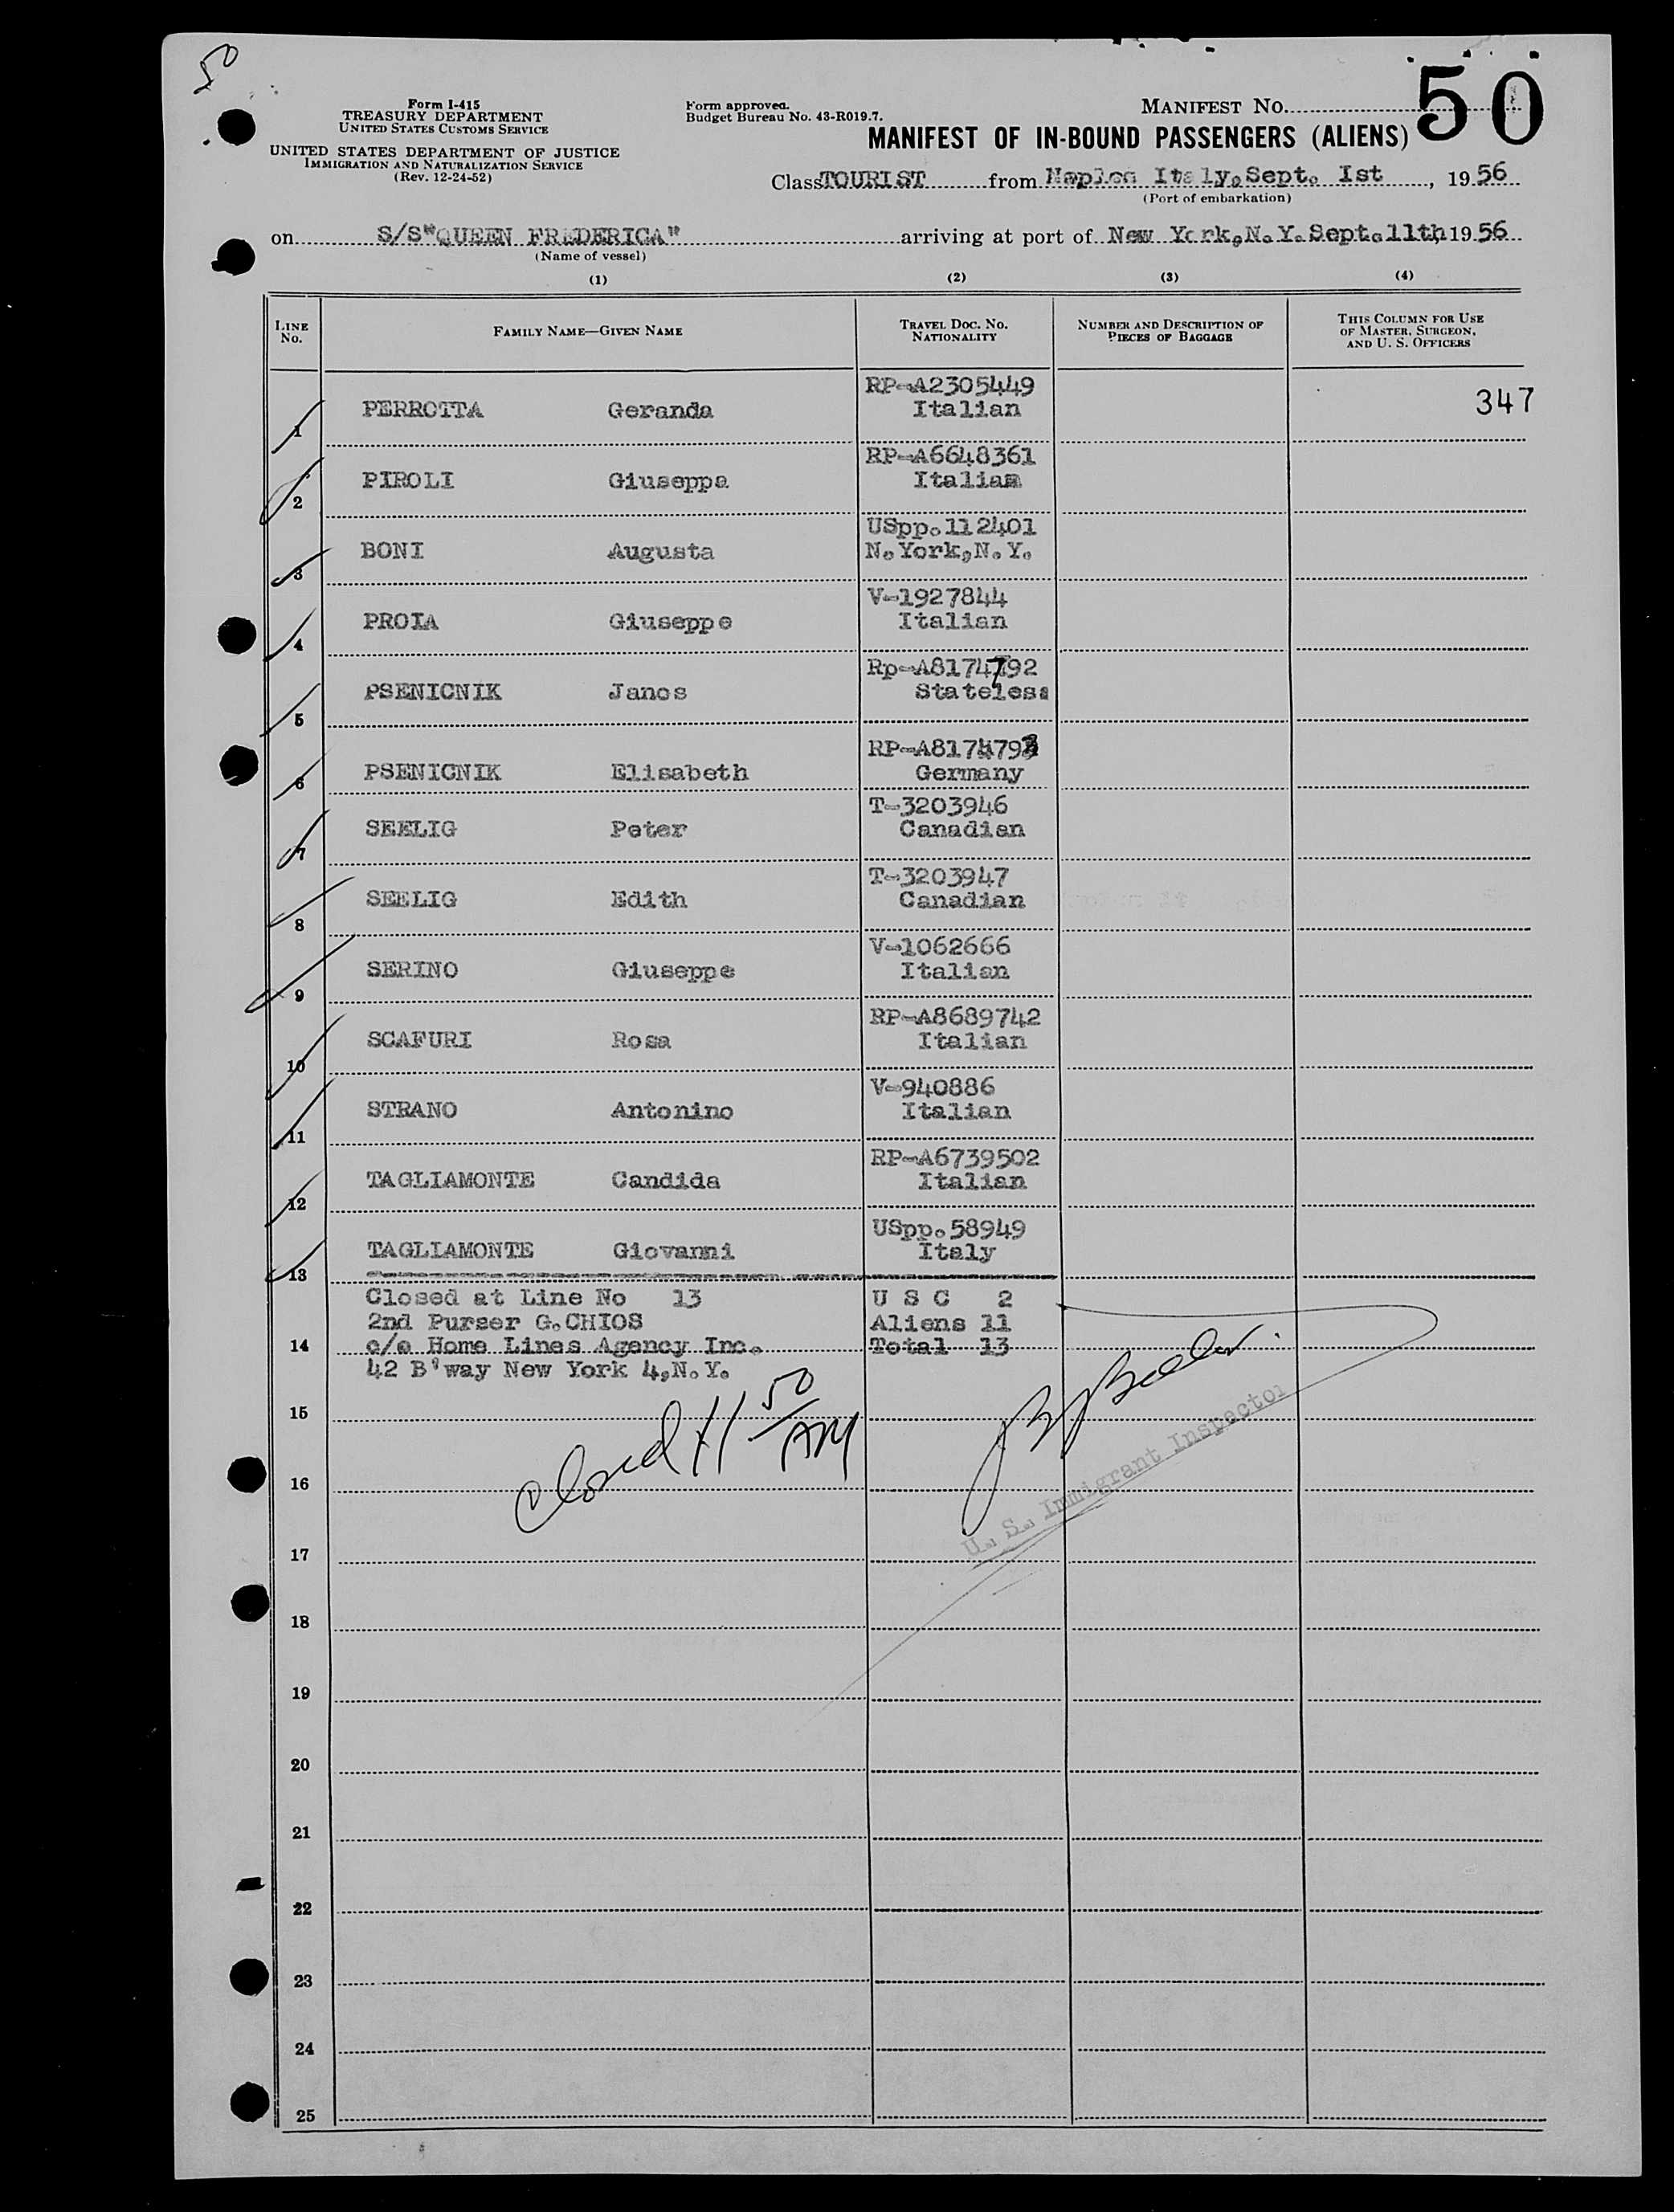 50
Form I-415
TREASURY DEPARTMENT
UNITED STATES CUSTOMS SERVICE
UNITED STATES DEPARTMENT OF JUSTICE
IMMIGRATION AND NATURALIZATION SERVICE
(Rev. 12-24-52)
Form approved.
Budget Bureau No. 43-R019.7.
MANIFEST No. 50
MANIFEST OF IN-BOUND PASSENGERS (ALIENS)
Class TOURIST from Naples Italy, Sept. Ist, 1956
(Port of embarkation)
on S/S "QUEEN FREDERICA" arriving at port of New York, N.Y. Sept. 11th 1956
(Name of vessel)
(1) (2) (3) (4)
LINE No. FAMILY NAME—GIVEN NAME TRAVEL DOC. NO. NATIONALITY NUMBER AND DESCRIPTION OF PIECES OF BAGGAGE THIS COLUMN FOR USE OF MASTER, SURGEON, AND U. S. OFFICERS
RP-A2305449
1 PERROTTA Geranda Italian 347
RP-A6648361
2 PIROLI Giuseppa Italian
USpp. 112401
3 BONI Augusta N. York, N.Y.
V-1927844
4 PROIA Giuseppe Italian
Rp-A8174792
5 PSENICNIK Janos Stateless
RP-A8174793
6 PSENICNIK Elisabeth Germany
T-3203946
7 SEELIG Peter Canadian
T-3203947
8 SEELIG Edith Canadian
V-1062666
9 SERINO Giuseppe Italian
RP-A8689742
10 SCAFURI Rosa Italian
V-940886
11 STRANO Antonino Italian
RP-A6739502
12 TAGLIAMONTE Candida Italian
USpp. 58949
13 TAGLIAMONTE Giovanni Italy
Closed at Line No 13 U S C 2
2nd Purser G. CHIOS Aliens 11
14 c/o Home Lines Agency Inc. Total 13
42 B'way New York 4, N.Y.
15
Closed 11 50 AM
U. S. Immigrant Inspector
16
17
18
19
20
21
22
23
24
25